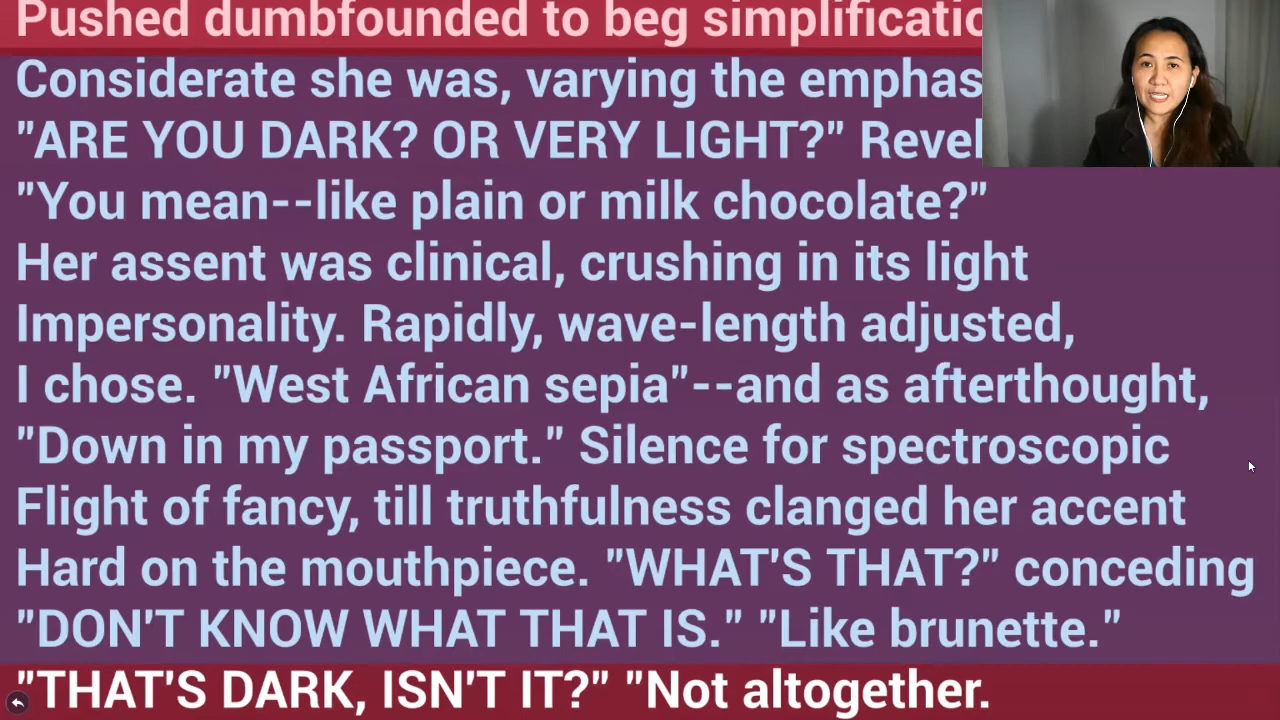 Pushed dumbfounded to beg
Considerate she was, varying the
"ARE YOU DARK? OR VERY LIGHT?"
"You mean--like plain or milk chocolate?"
Her assent was clinical, crushing in its light
Impersonality. Rapidly, wave-length adjusted,
I chose. "West African sepia"--and as afterthought,
"Down in my passport." Silence for spectroscopic
Flight of fancy, till truthfulness clanged her accent
Hard on the mouthpiece. "WHAT'S THAT?" conceding
"DON'T KNOW WHAT THAT IS." "Like brunette."
"THAT'S DARK, ISN'T IT?" "Not altogether.